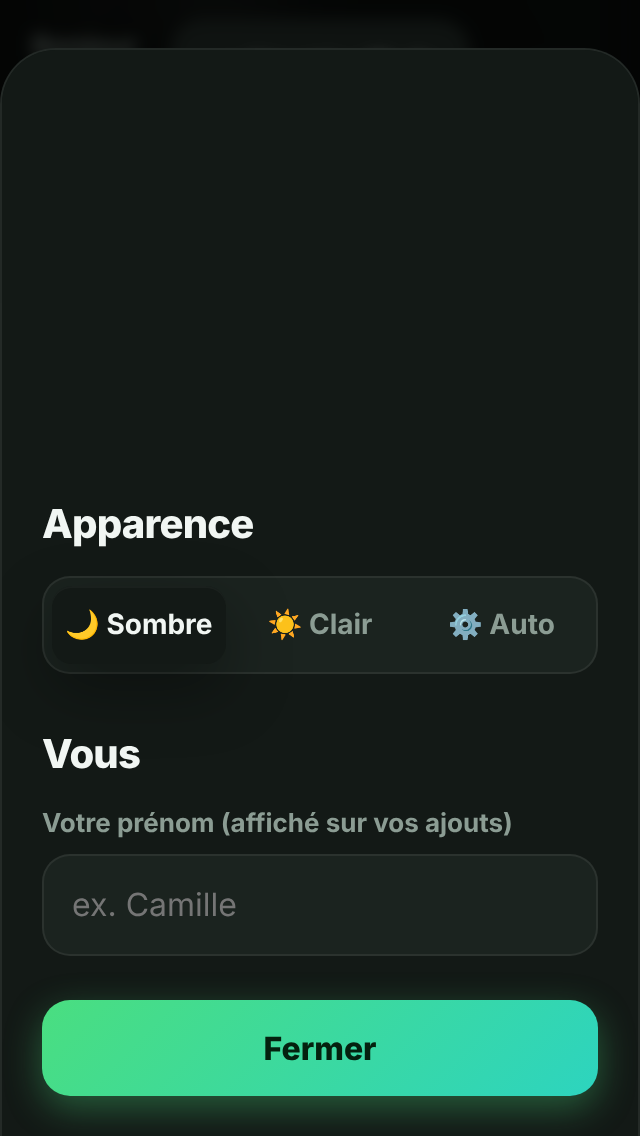 Apparence
🌙 Sombre
☀️ Clair
⚙️ Auto
Vous
Votre prénom (affiché sur vos ajouts)
ex. Camille
Fermer